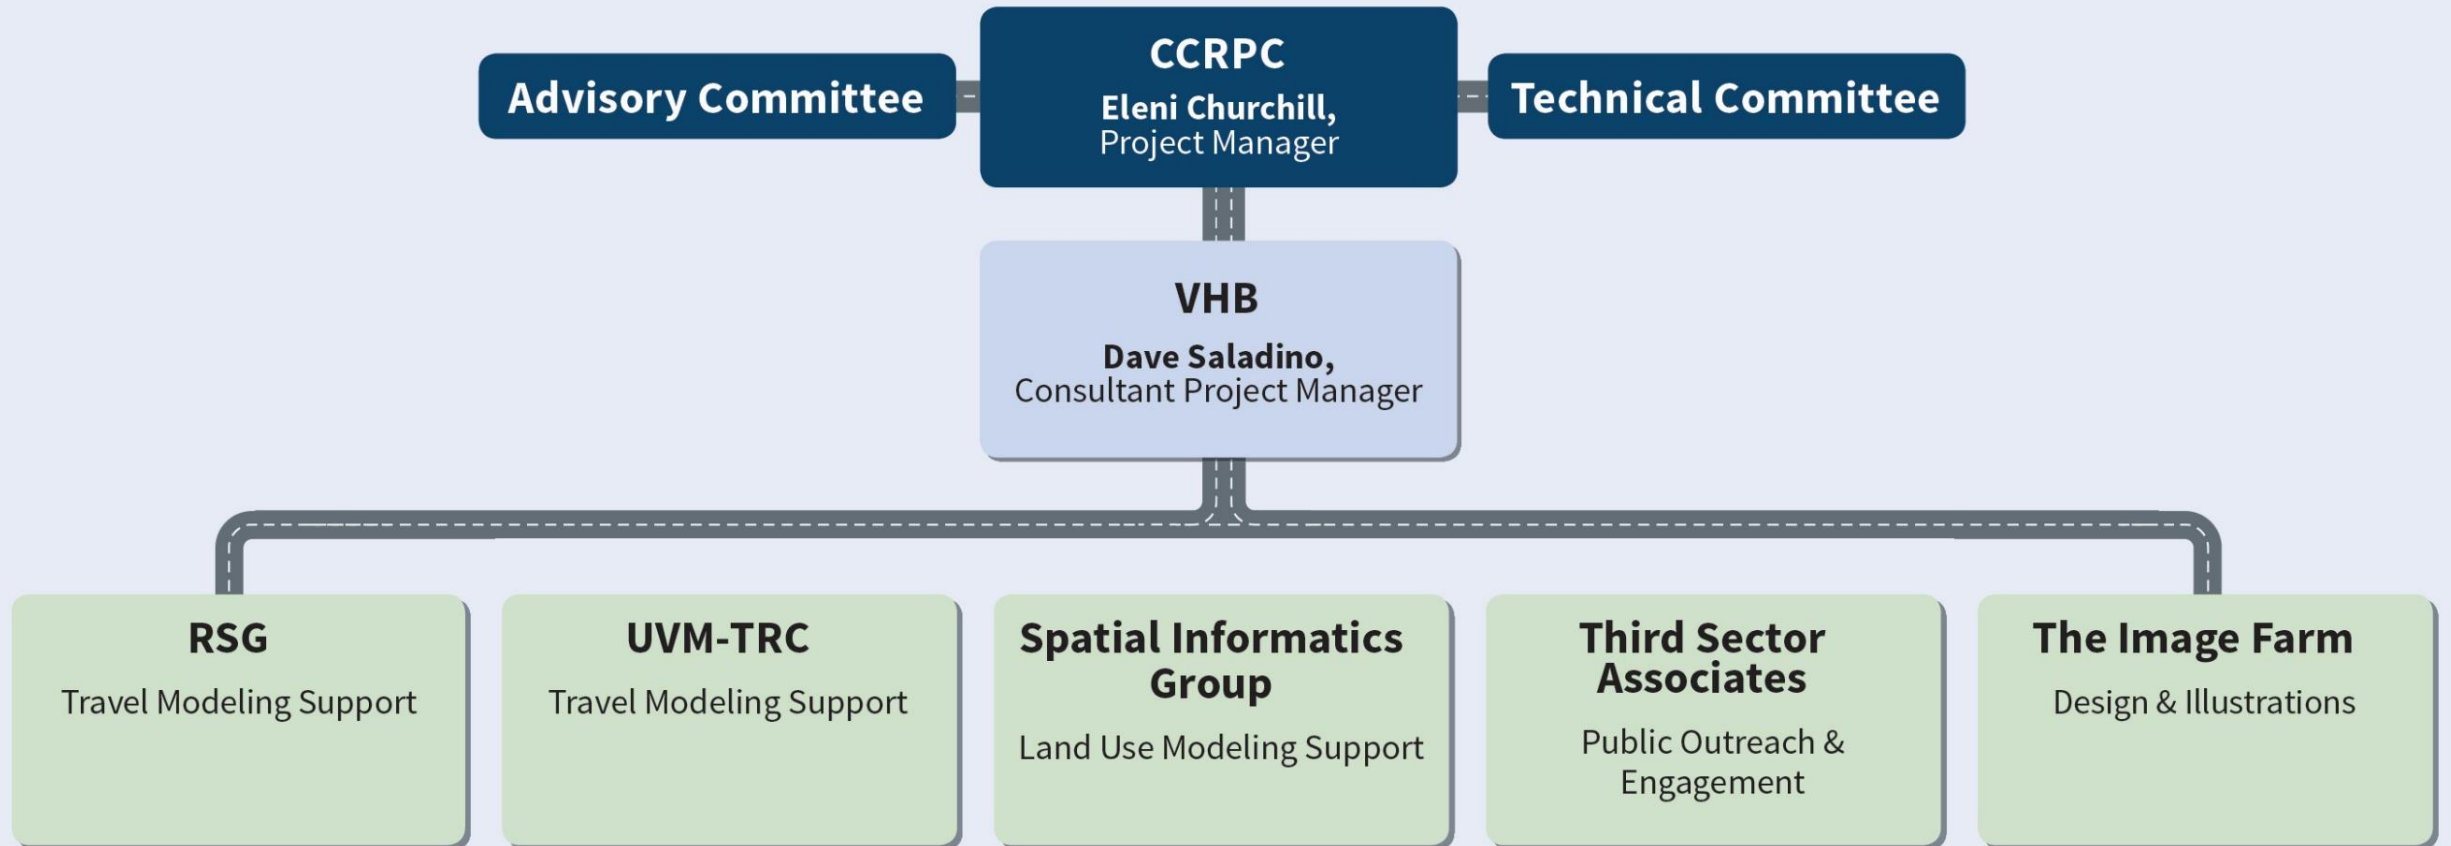 CCRPC
Eleni Churchill,
Project Manager
Advisory Committee
Technical Committee
VHB
Dave Saladino,
Consultant Project Manager
RSG
Travel Modeling Support
UVM-TRC
Travel Modeling Support
Spatial Informatics
Group
Land Use Modeling Support
Third Sector
Associates
Public Outreach &
Engagement
The Image Farm
Design & Illustrations